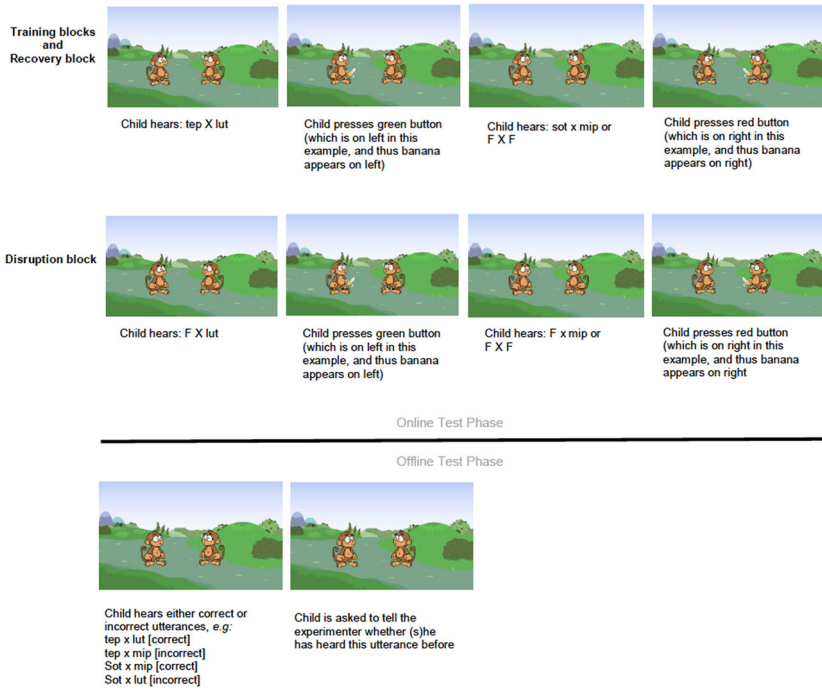 Training blocks
and
Recovery block
Child hears: tep X lut
Child presses green button
(which is on left in this
example, and thus banana
appears on left)
Child hears: sot x mip or
F X F
Child presses red button
(which is on right in this
example, and thus banana
appears on right)
Disruption block
Child hears: F X lut
Child presses green button
(which is on left in this
example, and thus banana
appears on left)
Child hears: F x mip or
F X F
Child presses red button
(which is on right in this
example, and thus banana
appears on right
Online Test Phase
Offline Test Phase
Child hears either correct or
incorrect utterances, e.g:
tep x lut [correct]
tep x mip [incorrect]
Sot x mip [correct]
Sot x lut [incorrect]
Child is asked to tell the
experimenter whether (s)he
has heard this utterance before